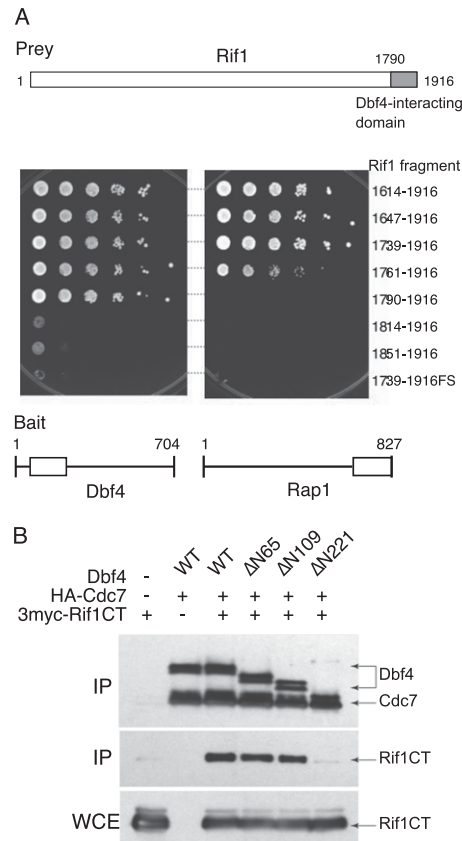 A
Prey
Rif1
1790
1
1916
Dbf4-interacting
domain
Rif1 fragment
1614-1916
1647-1916
1739-1916
1761-1916
1790-1916
1814-1916
1851-1916
1739-1916FS
Bait
1 704 1 827
Dbf4 Rap1
B
Dbf4 - WT WT ΔN65 ΔN109 ΔN221
HA-Cdc7 - + + + + +
3myc-Rif1CT + - + + + +
IP
Dbf4
Cdc7
IP
Rif1CT
WCE
Rif1CT